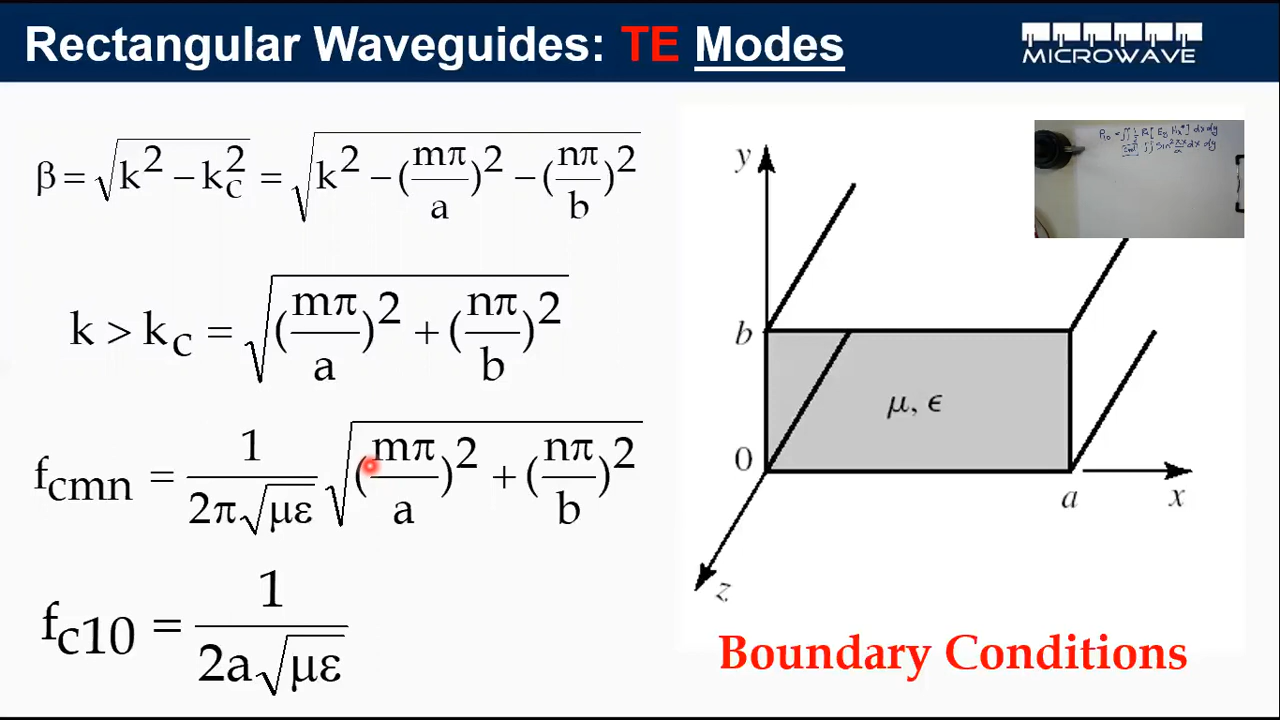 Rectangular Waveguides: TE Modes
MICROWAVE
β = √(k² − k_c²) = √(k² − (mπ/a)² − (nπ/b)²)
k > k_c = √((mπ/a)² + (nπ/b)²)
f_cmn = 1/(2π√με) √((mπ/a)² + (nπ/b)²)
f_c10 = 1/(2a√με)
y
b
μ, ϵ
0
a
x
z
Boundary Conditions